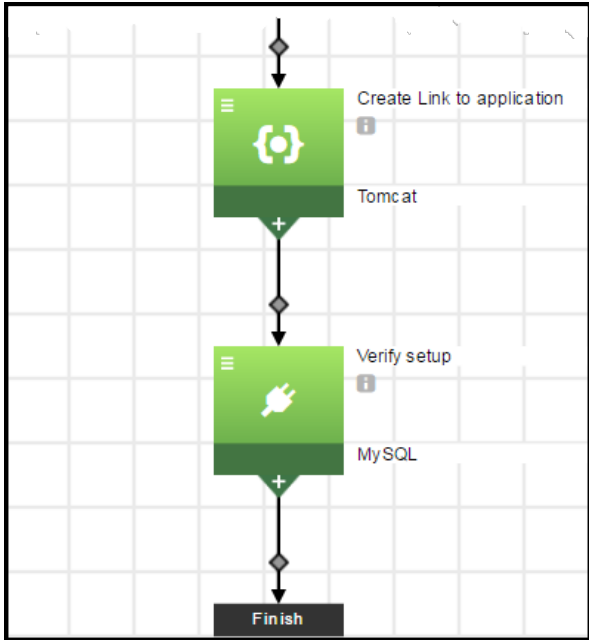 Create Link to application
Tomcat
Verify setup
MySQL
Finish